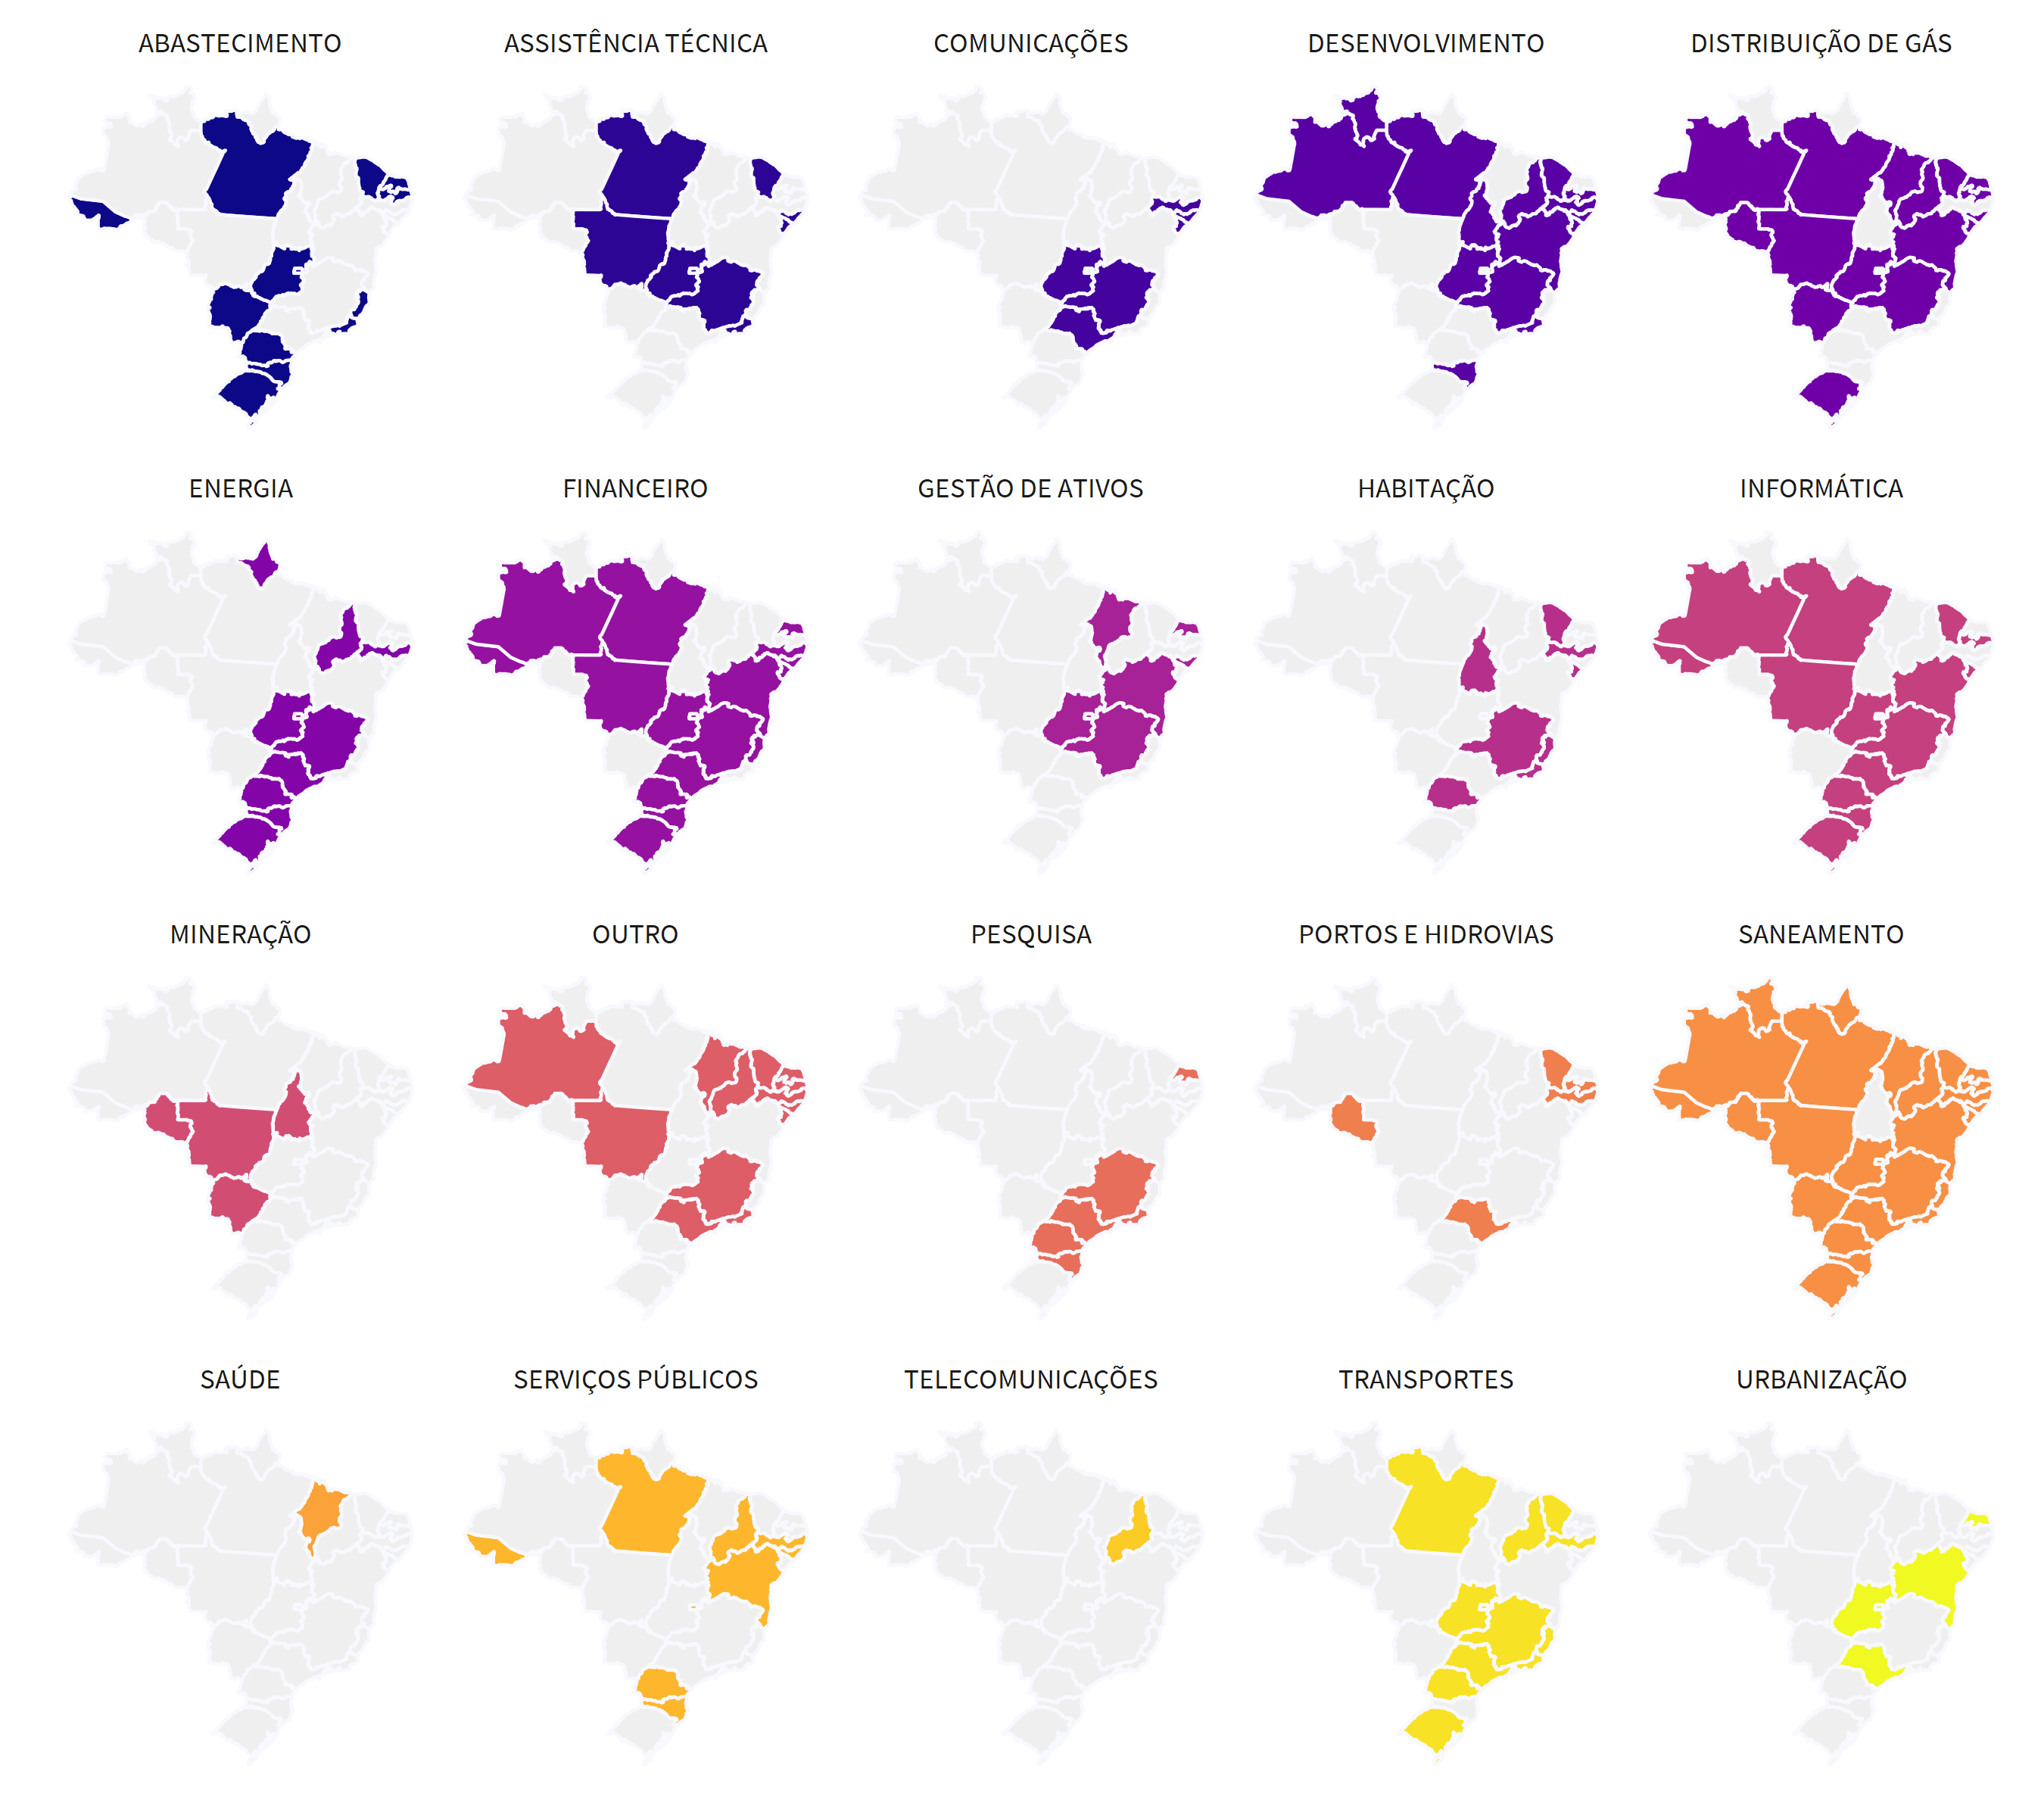 ABASTECIMENTO
ASSISTÊNCIA TÉCNICA
COMUNICAÇÕES
DESENVOLVIMENTO
DISTRIBUIÇÃO DE GÁS
ENERGIA
FINANCEIRO
GESTÃO DE ATIVOS
HABITAÇÃO
INFORMÁTICA
MINERAÇÃO
OUTRO
PESQUISA
PORTOS E HIDROVIAS
SANEAMENTO
SAÚDE
SERVIÇOS PÚBLICOS
TELECOMUNICAÇÕES
TRANSPORTES
URBANIZAÇÃO